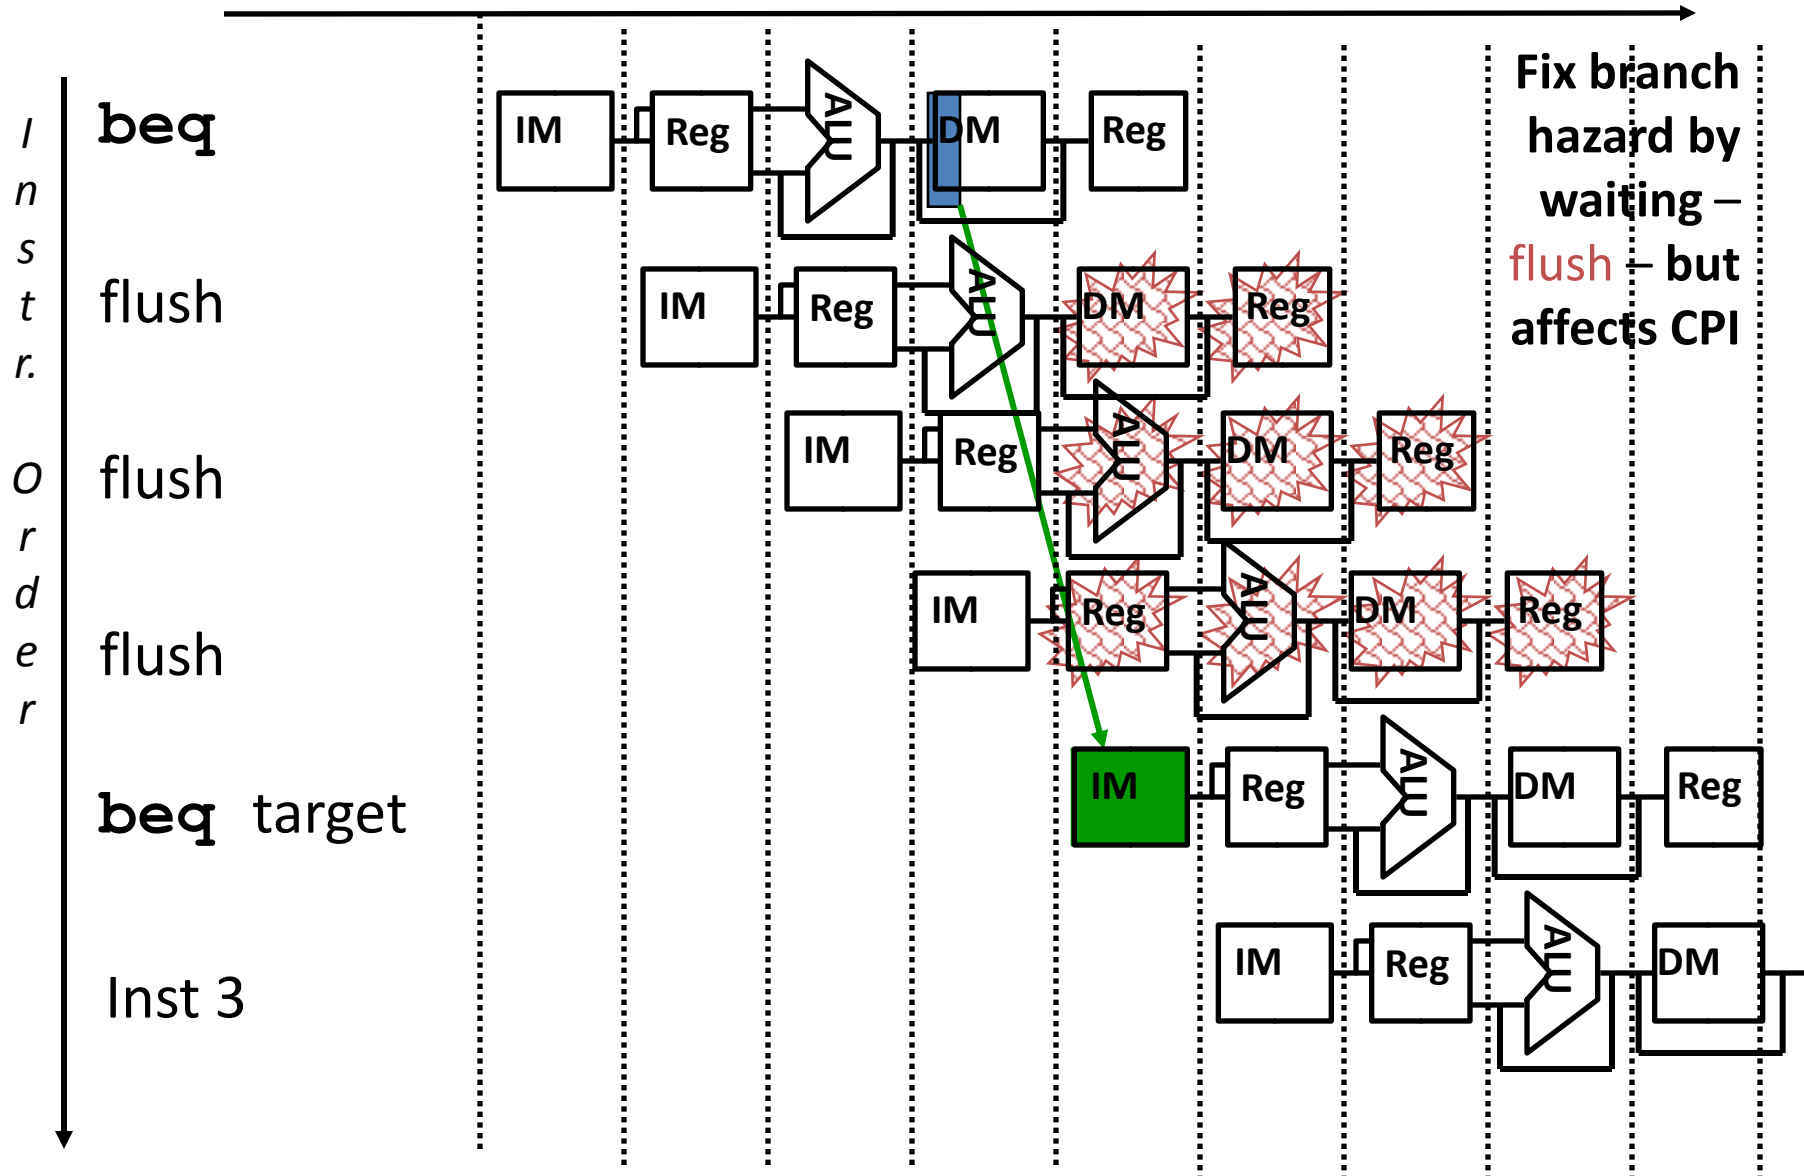 Instr. Order
Fix branch
hazard by
waiting –
flush – but
affects CPI
beq IM Reg ALU DM Reg
flush IM Reg ALU DM Reg
flush IM Reg ALU DM Reg
flush IM Reg ALU DM Reg
beq target IM Reg ALU DM Reg
Inst 3 IM Reg ALU DM